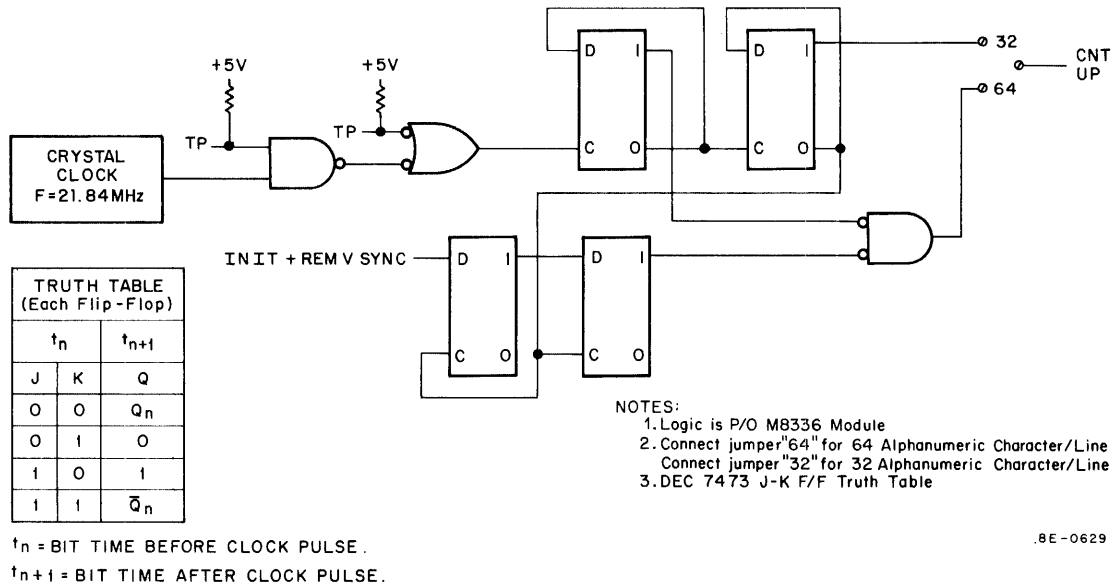 +5V
+5V
TP
TP
CRYSTAL
CLOCK
F=21.84MHz
D 1
C 0
D 1
C 0
32
64
CNT
UP
INIT + REM V SYNC
D 1
C 0
D 1
C 0
TRUTH TABLE
(Each Flip-Flop)
tn tn+1
J K Q
0 0 Qn
0 1 0
1 0 1
1 1 Q̅n
tn = BIT TIME BEFORE CLOCK PULSE.
tn+1 = BIT TIME AFTER CLOCK PULSE.
NOTES:
1. Logic is P/O M8336 Module
2. Connect jumper "64" for 64 Alphanumeric Character/Line
Connect jumper "32" for 32 Alphanumeric Character/Line
3. DEC 7473 J-K F/F Truth Table
.8E-0629